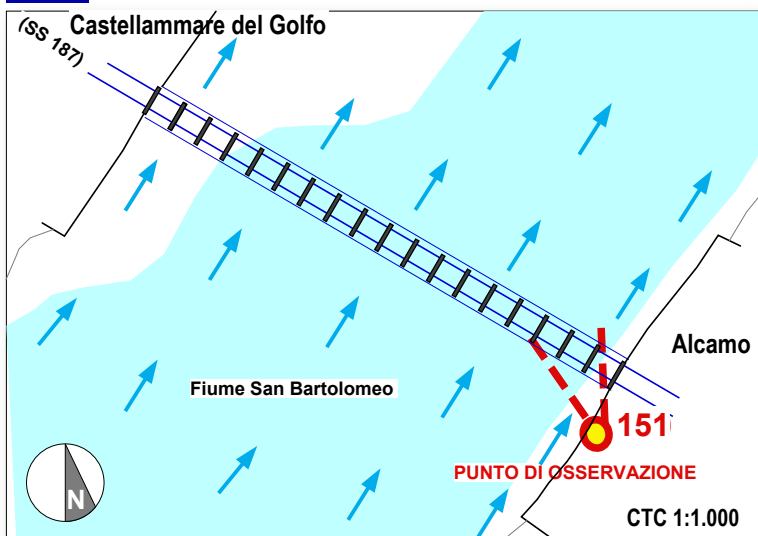 Castellammare del Golfo
(SS 187)
Alcamo
Fiume San Bartolomeo
151
PUNTO DI OSSERVAZIONE
N
CTC 1:1.000